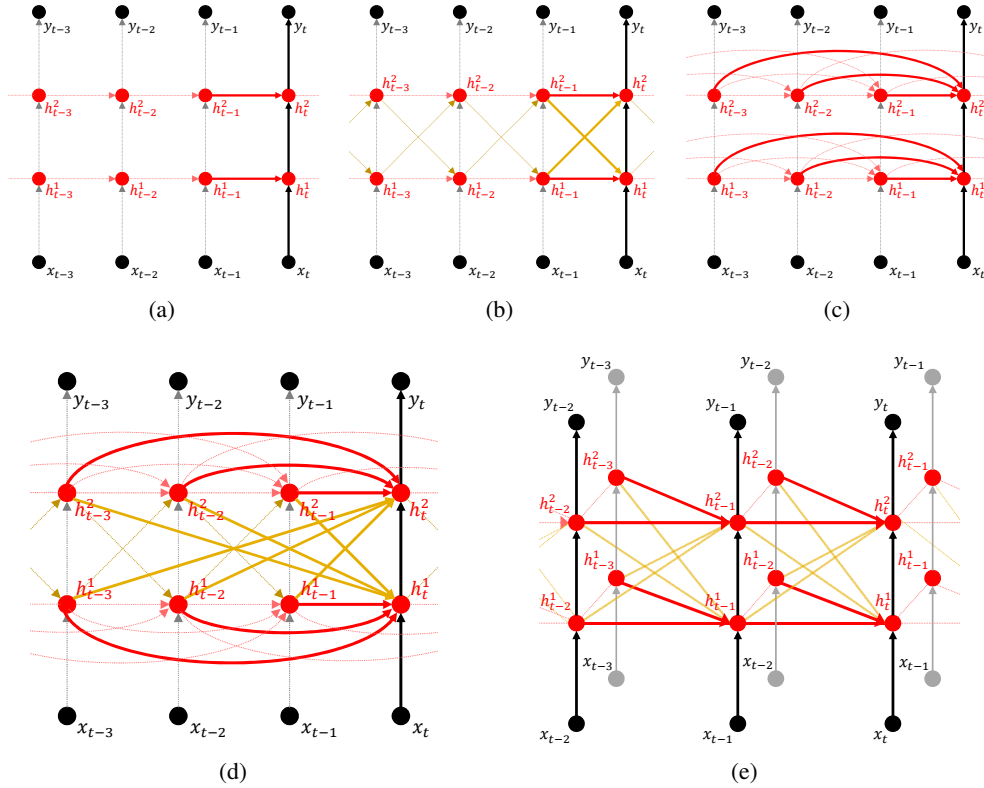 y_{t-3} y_{t-2} y_{t-1} y_t
h^2_{t-3} h^2_{t-2} h^2_{t-1} h^2_t
h^1_{t-3} h^1_{t-2} h^1_{t-1} h^1_t
x_{t-3} x_{t-2} x_{t-1} x_t
(a)
y_{t-3} y_{t-2} y_{t-1} y_t
h^2_{t-3} h^2_{t-2} h^2_{t-1} h^2_t
h^1_{t-3} h^1_{t-2} h^1_{t-1} h^1_t
x_{t-3} x_{t-2} x_{t-1} x_t
(b)
y_{t-3} y_{t-2} y_{t-1} y_t
h^2_{t-3} h^2_{t-2} h^2_{t-1} h^2_t
h^1_{t-3} h^1_{t-2} h^1_{t-1} h^1_t
x_{t-3} x_{t-2} x_{t-1} x_t
(c)
y_{t-3} y_{t-2} y_{t-1} y_t
h^2_{t-3} h^2_{t-2} h^2_{t-1} h^2_t
h^1_{t-3} h^1_{t-2} h^1_{t-1} h^1_t
x_{t-3} x_{t-2} x_{t-1} x_t
(d)
y_{t-3} y_{t-2} y_{t-1}
y_{t-2} y_{t-1} y_t
h^2_{t-3} h^2_{t-2} h^2_{t-1}
h^2_{t-2} h^2_{t-1} h^2_t
h^1_{t-3} h^1_{t-2} h^1_{t-1}
h^1_{t-2} h^1_{t-1} h^1_t
x_{t-3} x_{t-2} x_{t-1}
x_{t-2} x_{t-1} x_t
(e)